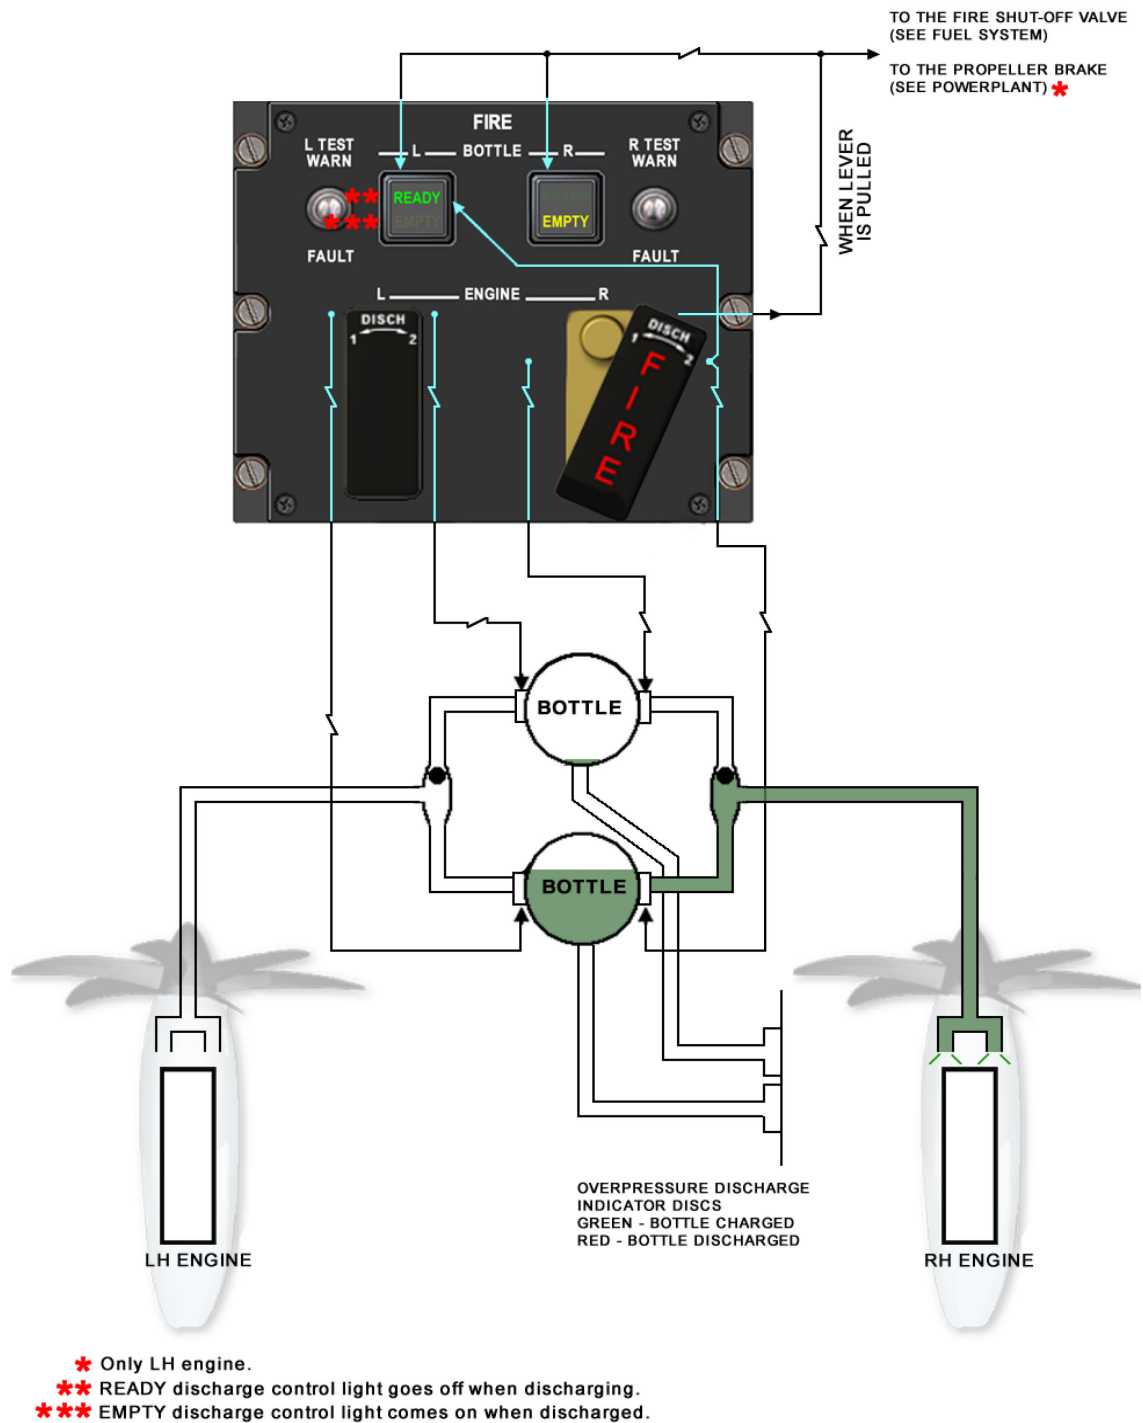 TO THE FIRE SHUT-OFF VALVE
(SEE FUEL SYSTEM)
TO THE PROPELLER BRAKE
(SEE POWERPLANT) *
WHEN LEVER
IS PULLED
FIRE
L TEST
WARN
L BOTTLE R
R TEST
WARN
** READY
*** EMPTY
READY
EMPTY
FAULT
FAULT
L ENGINE R
DISCH
1 2
DISCH
1 2
FIRE
BOTTLE
BOTTLE
OVERPRESSURE DISCHARGE
INDICATOR DISCS
GREEN - BOTTLE CHARGED
RED - BOTTLE DISCHARGED
LH ENGINE
RH ENGINE
* Only LH engine.
** READY discharge control light goes off when discharging.
*** EMPTY discharge control light comes on when discharged.